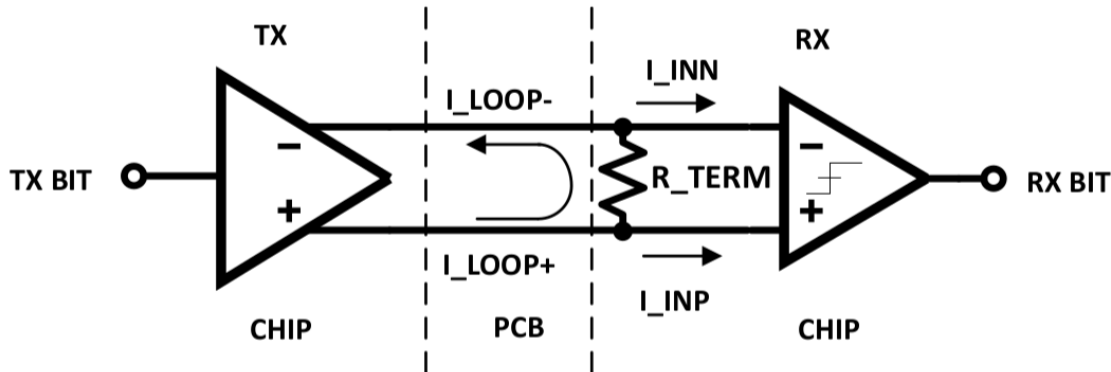 TX
RX
I_INN
I_LOOP-
TX BIT
R_TERM
RX BIT
I_LOOP+
I_INP
CHIP
PCB
CHIP